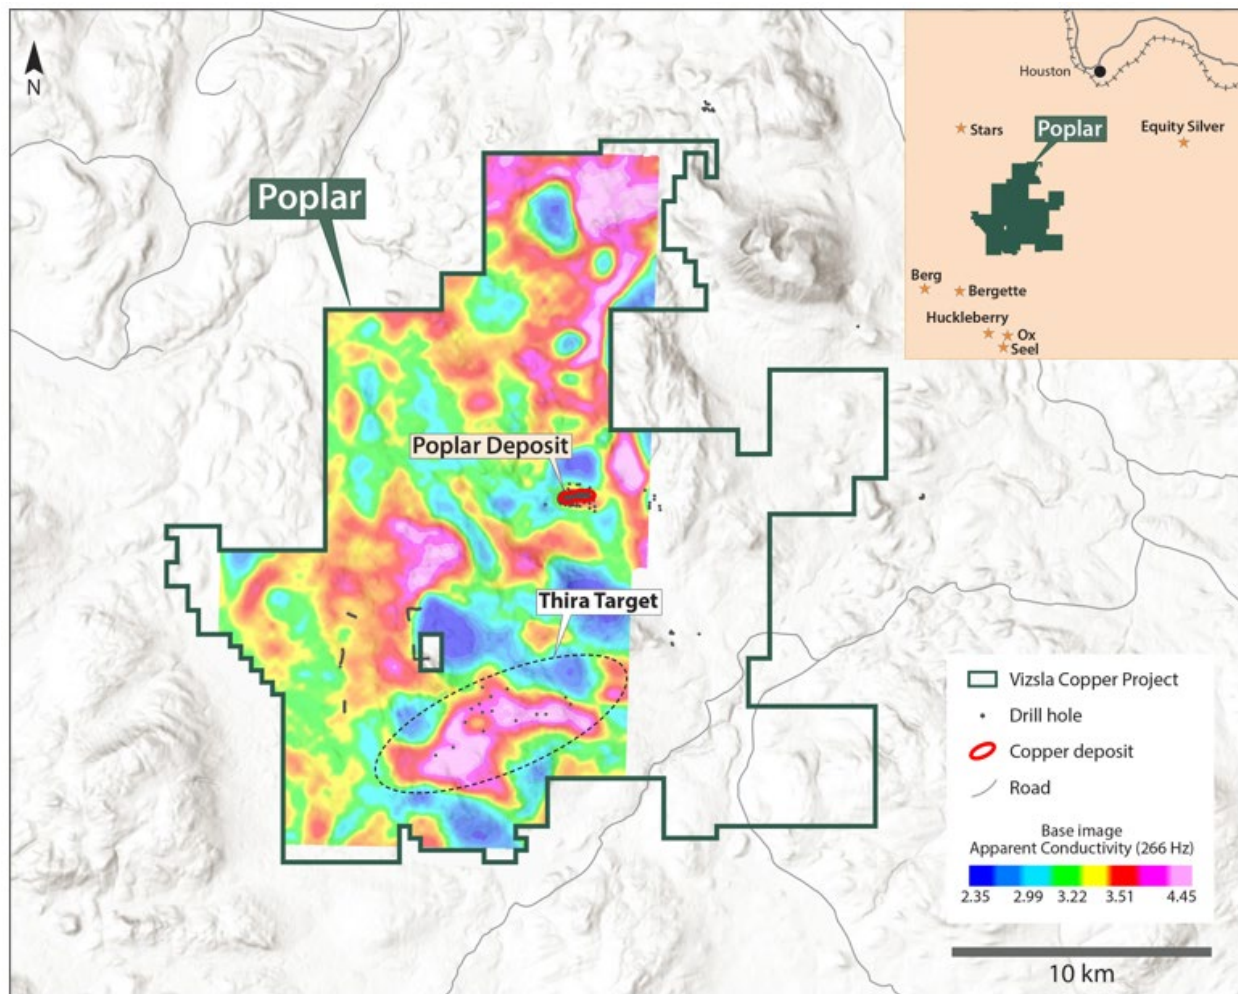 N
Poplar
Poplar Deposit
Thira Target
Houston
Stars
Poplar
Equity Silver
Berg
Bergette
Huckleberry
Ox
Seel
Vizsla Copper Project
Drill hole
Copper deposit
Road
Base image
Apparent Conductivity (266 Hz)
2.35 2.99 3.22 3.51 4.45
10 km